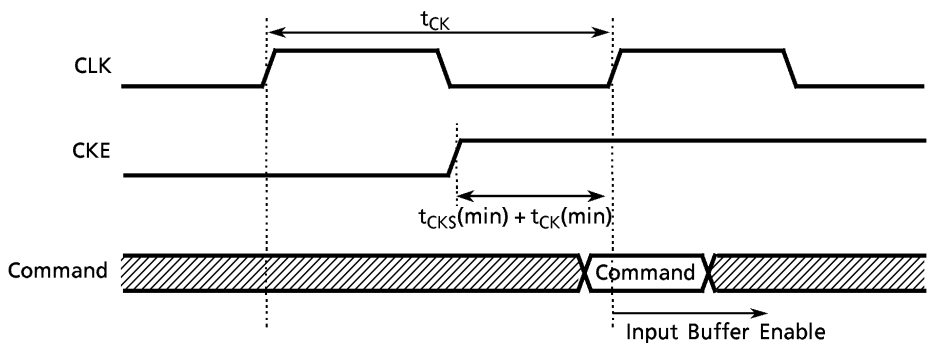 tCK
CLK
CKE
tCKS(min) + tCK(min)
Command
Command
Input Buffer Enable